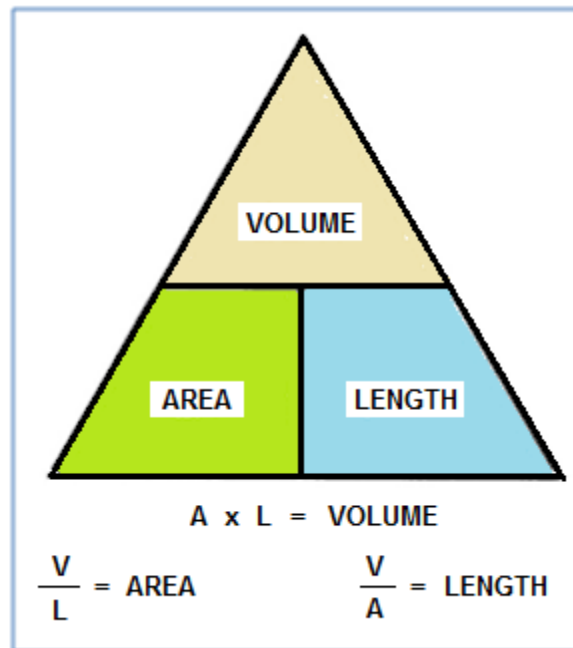 VOLUME
AREA LENGTH
A x L = VOLUME
V/L = AREA V/A = LENGTH